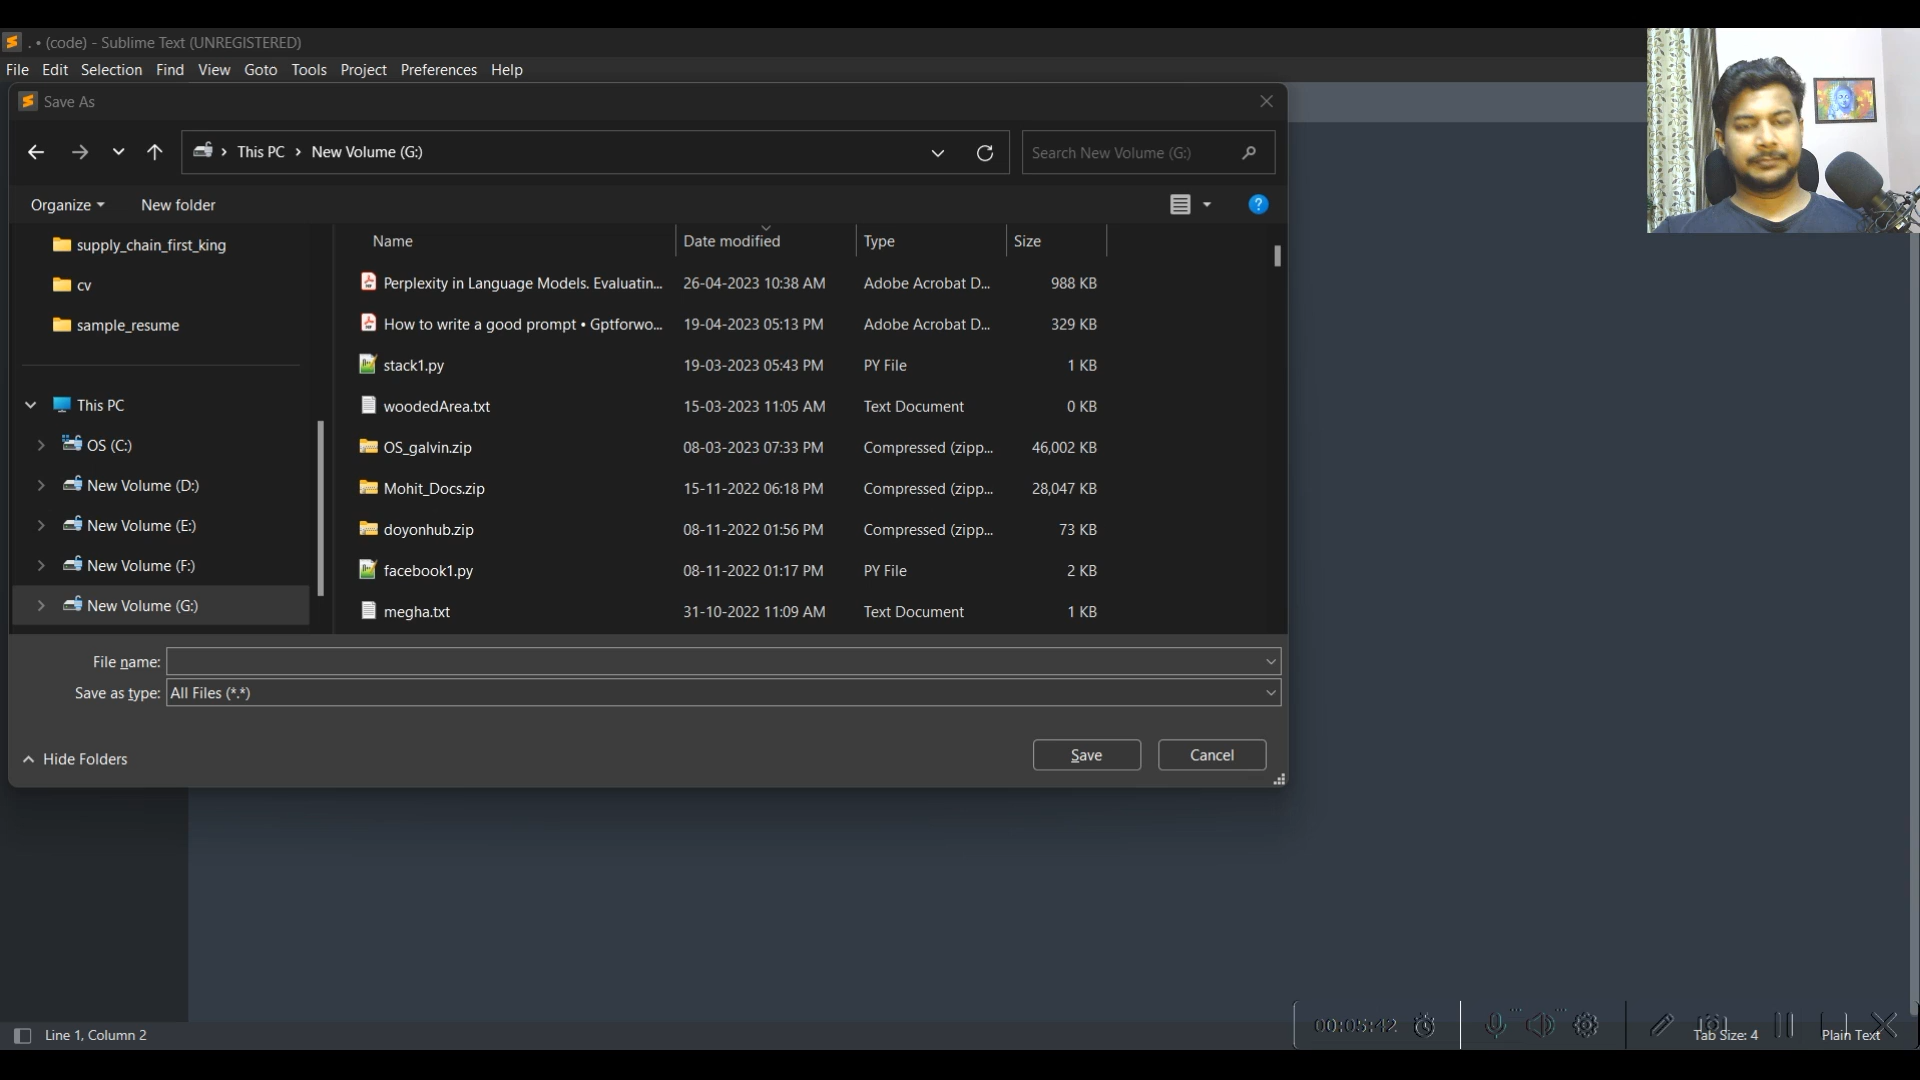 . • (code) - Sublime Text (UNREGISTERED)
File Edit Selection Find View Goto Tools Project Preferences Help
Save As
This PC › New Volume (G:)
Search New Volume (G:)
Organize New folder
supply_chain_first_king
cv
sample_resume
This PC
OS (C:)
New Volume (D:)
New Volume (E:)
New Volume (F:)
New Volume (G:)
Name Date modified Type Size
Perplexity in Language Models. Evaluatin... 26-04-2023 10:38 AM Adobe Acrobat D... 988 KB
How to write a good prompt • Gptforwo... 19-04-2023 05:13 PM Adobe Acrobat D... 329 KB
stack1.py 19-03-2023 05:43 PM PY File 1 KB
woodedArea.txt 15-03-2023 11:05 AM Text Document 0 KB
OS_galvin.zip 08-03-2023 07:33 PM Compressed (zipp... 46,002 KB
Mohit_Docs.zip 15-11-2022 06:18 PM Compressed (zipp... 28,047 KB
doyonhub.zip 08-11-2022 01:56 PM Compressed (zipp... 73 KB
facebook1.py 08-11-2022 01:17 PM PY File 2 KB
megha.txt 31-10-2022 11:09 AM Text Document 1 KB
File name:
Save as type: All Files (*.*)
Hide Folders
Save Cancel
00:05:42
Line 1, Column 2 Tab Size: 4 Plain Text